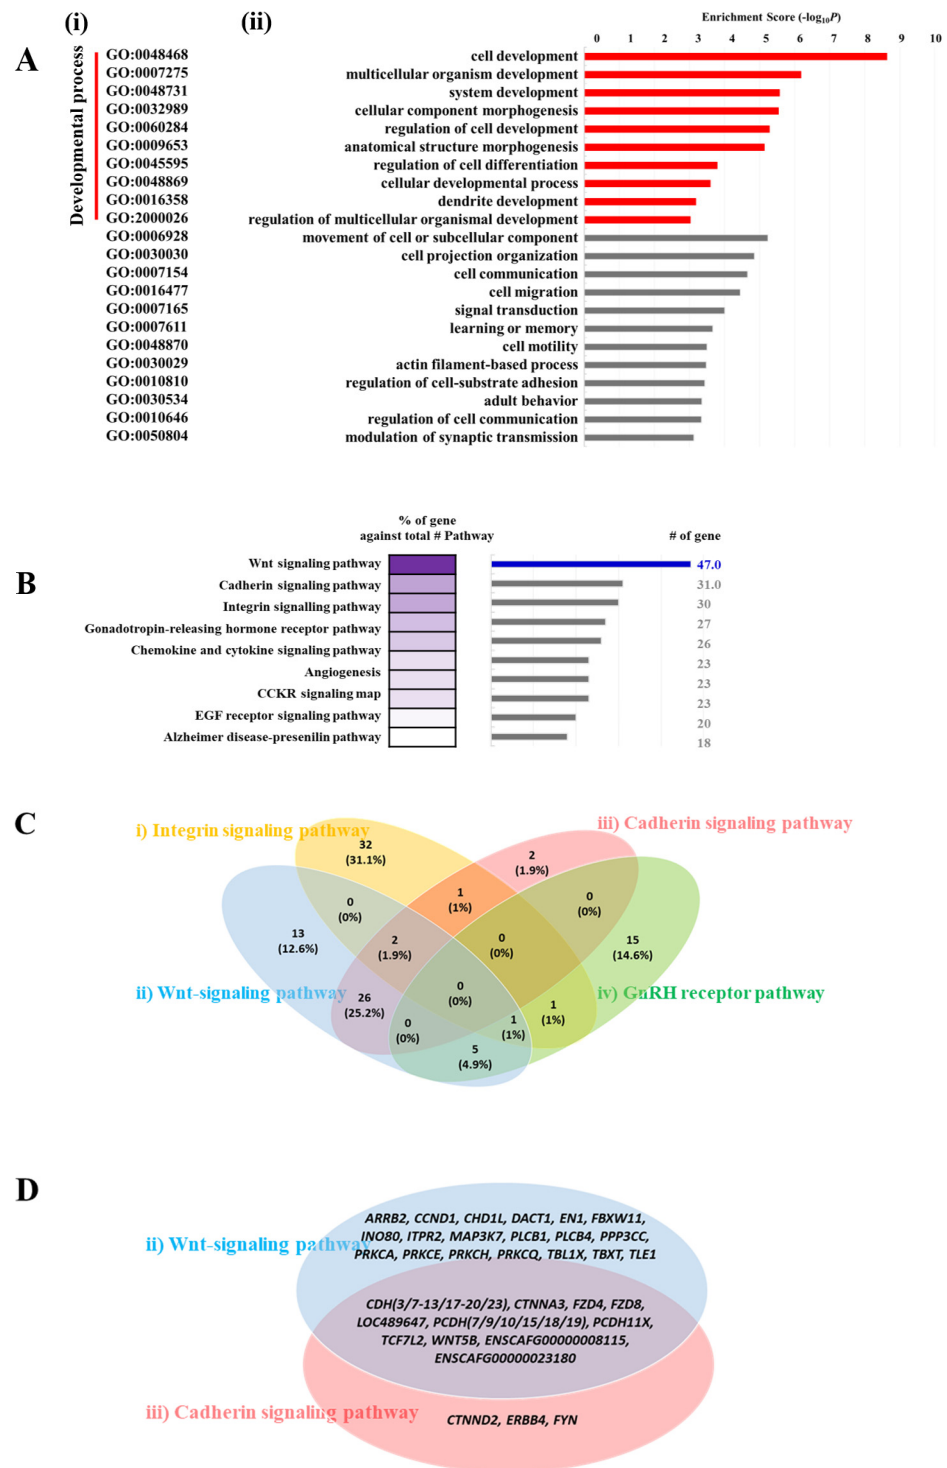 (i)
(ii)
Enrichment Score (-log10P)
0 1 2 3 4 5 6 7 8 9 10
A
Developmental process
GO:0048468 cell development
GO:0007275 multicellular organism development
GO:0048731 system development
GO:0032989 cellular component morphogenesis
GO:0060284 regulation of cell development
GO:0009653 anatomical structure morphogenesis
GO:0045595 regulation of cell differentiation
GO:0048869 cellular developmental process
GO:0016358 dendrite development
GO:2000026 regulation of multicellular organismal development
GO:0006928 movement of cell or subcellular component
GO:0030030 cell projection organization
GO:0007154 cell communication
GO:0016477 cell migration
GO:0007165 signal transduction
GO:0007611 learning or memory
GO:0048870 cell motility
GO:0030029 actin filament-based process
GO:0010810 regulation of cell-substrate adhesion
GO:0030534 adult behavior
GO:0010646 regulation of cell communication
GO:0050804 modulation of synaptic transmission
B
% of gene
against total # Pathway
# of gene
Wnt signaling pathway 47.0
Cadherin signaling pathway 31.0
Integrin signalling pathway 30
Gonadotropin-releasing hormone receptor pathway 27
Chemokine and cytokine signaling pathway 26
23
Angiogenesis 23
CCKR signaling map 23
EGF receptor signaling pathway 20
Alzheimer disease-presenilin pathway 18
C
i) Integrin signaling pathway
iii) Cadherin signaling pathway
32
(31.1%)
2
(1.9%)
1
(1%)
0
(0%)
0
(0%)
13
(12.6%)
2
(1.9%)
0
(0%)
15
(14.6%)
ii) Wnt-signaling pathway
iv) GnRH receptor pathway
26
(25.2%)
0
(0%)
1
(1%)
0
(0%)
1
(1%)
5
(4.9%)
D
ii) Wnt-signaling pathway
ARRB2, CCND1, CHD1L, DACT1, EN1, FBXW11,
INO80, ITPR2, MAP3K7, PLCB1, PLCB4, PPP3CC,
PRKCA, PRKCE, PRKCH, PRKCQ, TBL1X, TBXT, TLE1
CDH(3/7-13/17-20/23), CTNNA3, FZD4, FZD8,
LOC489647, PCDH(7/9/10/15/18/19), PCDH11X,
TCF7L2, WNT5B, ENSCAFG00000008115,
ENSCAFG00000023180
iii) Cadherin signaling pathway
CTNND2, ERBB4, FYN